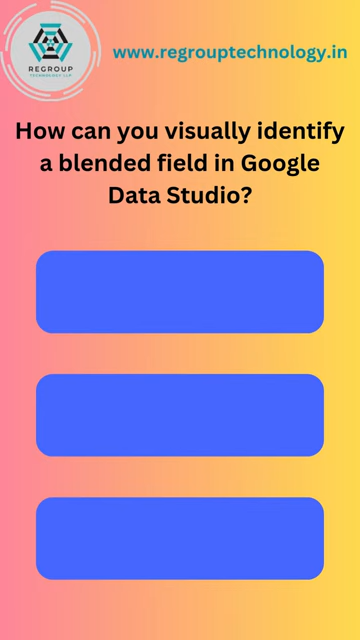 REGROUP
TECHNOLOGY LLP
www.regrouptechnology.in
How can you visually identify
a blended field in Google
Data Studio?